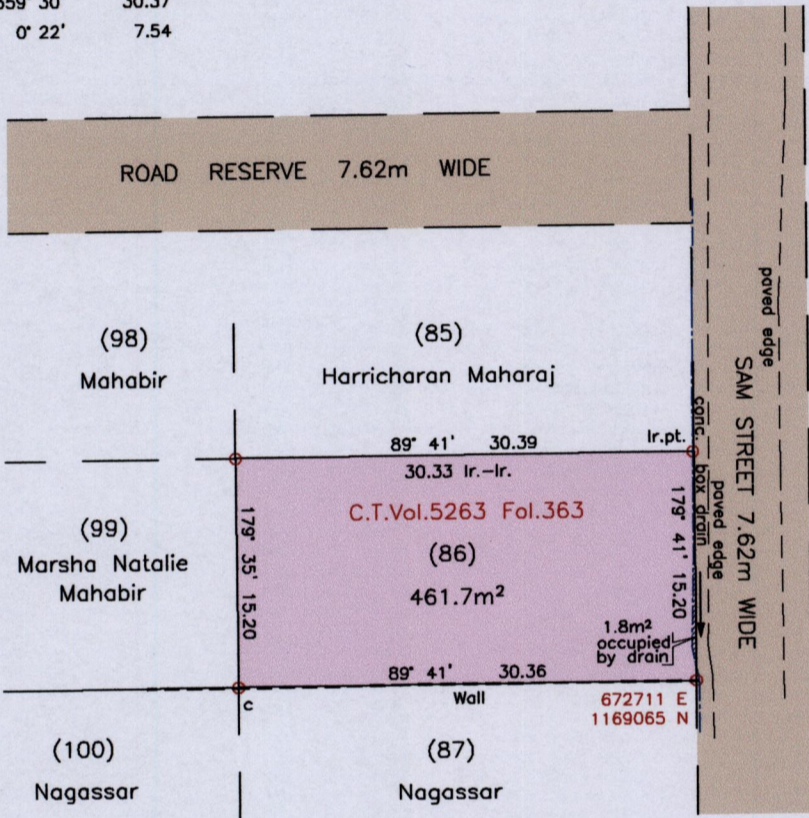 30' 30.37
0° 22' 7.54
ROAD RESERVE 7.62m WIDE
paved edge
(98)
Mahabir
(85)
Harricharan Maharaj
SAM STREET 7.62m WIDE
conc. box drain
paved edge
89° 41' 30.39
Ir.pt.
30.33 Ir.-Ir.
C.T.Vol.5263 Fol.363
(86)
461.7m²
179° 35' 15.20
179° 41' 15.20
(99)
Marsha Natalie
Mahabir
1.8m²
occupied
by drain
89° 41' 30.36
c
Wall
672711 E
1169065 N
(100)
Nagassar
(87)
Nagassar